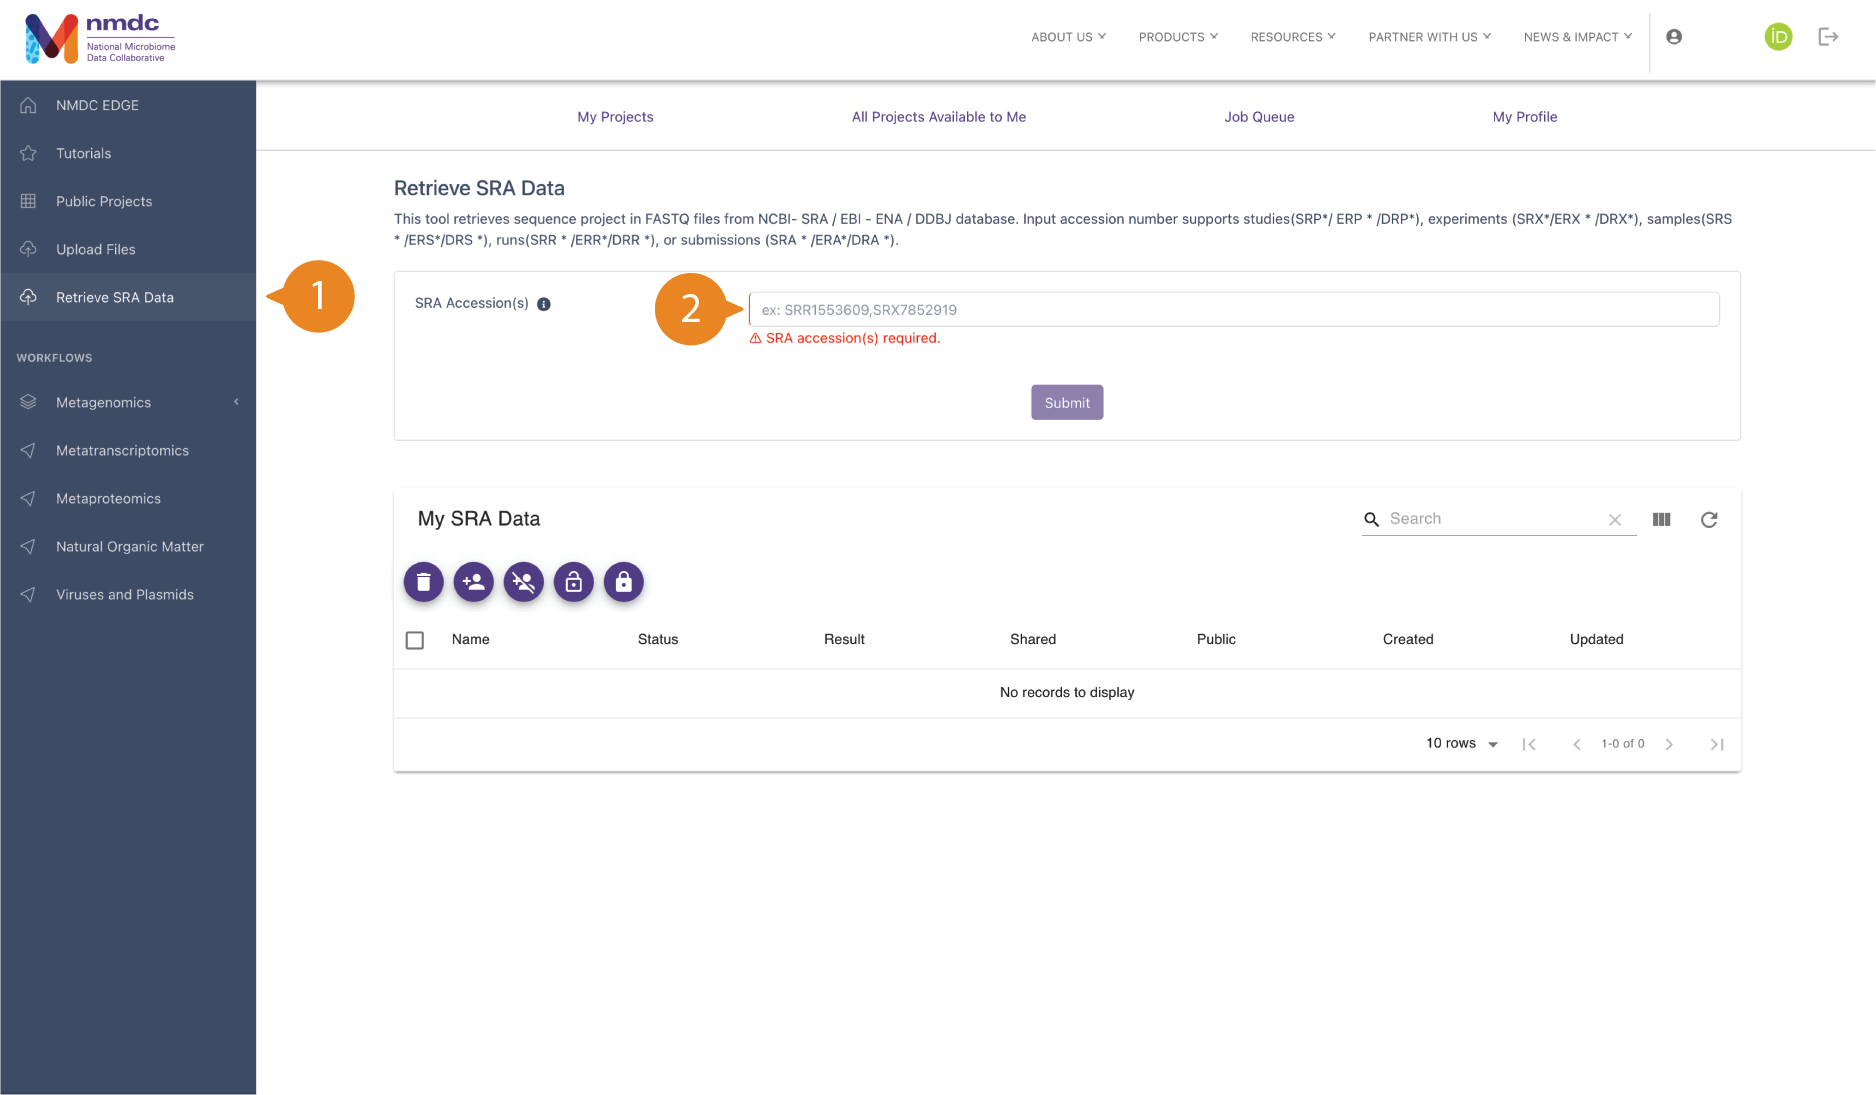 nmdc
National Microbiome
Data Collaborative
ABOUT US
PRODUCTS
RESOURCES
PARTNER WITH US
NEWS & IMPACT
iD
NMDC EDGE
Tutorials
Public Projects
Upload Files
Retrieve SRA Data
WORKFLOWS
Metagenomics
Metatranscriptomics
Metaproteomics
Natural Organic Matter
Viruses and Plasmids
My Projects
All Projects Available to Me
Job Queue
My Profile
Retrieve SRA Data
This tool retrieves sequence project in FASTQ files from NCBI- SRA / EBI - ENA / DDBJ database. Input accession number supports studies(SRP*/ ERP * /DRP*), experiments (SRX*/ERX * /DRX*), samples(SRS
* /ERS*/DRS *), runs(SRR * /ERR*/DRR *), or submissions (SRA * /ERA*/DRA *).
1
SRA Accession(s)
2
ex: SRR1553609,SRX7852919
SRA accession(s) required.
Submit
My SRA Data
Search
Name
Status
Result
Shared
Public
Created
Updated
No records to display
10 rows
1-0 of 0